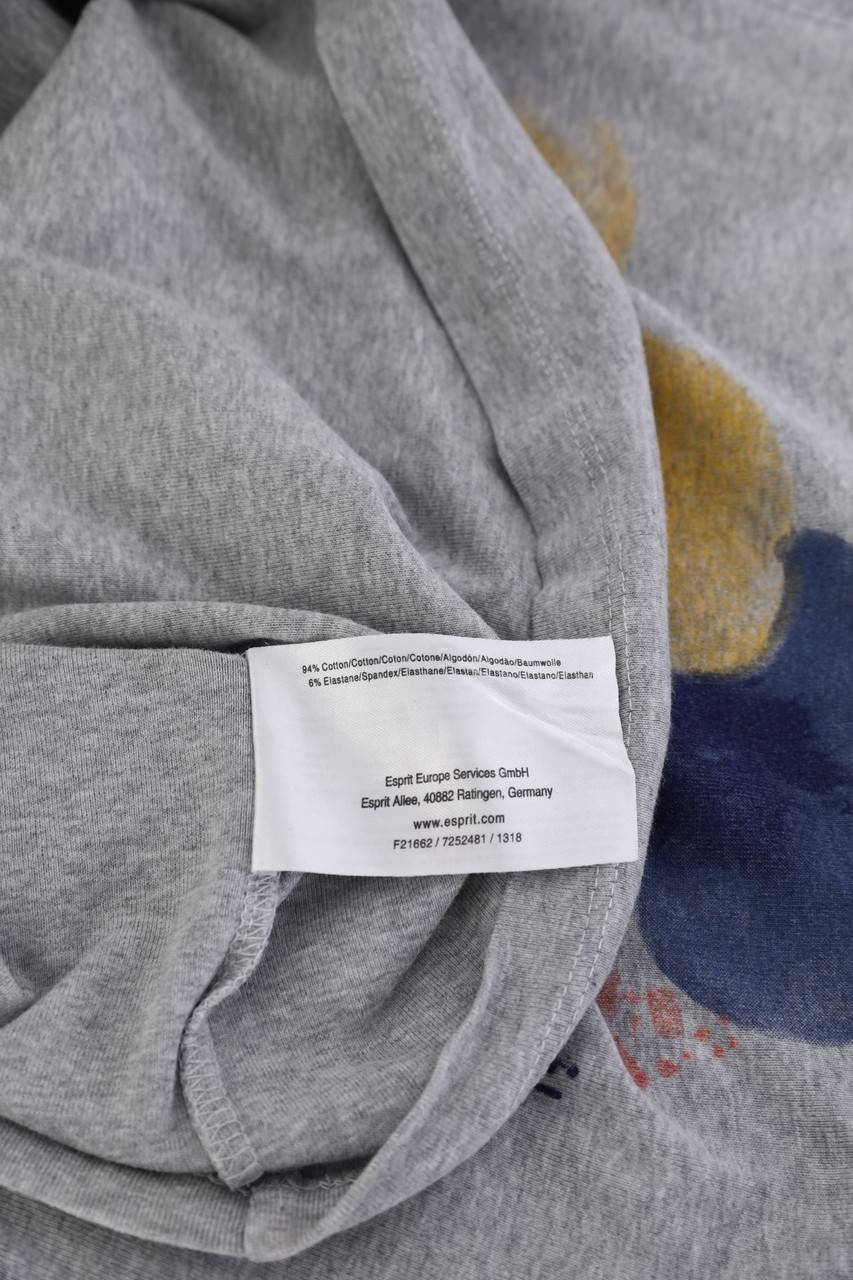 94% Cotton/Cotton/Coton/Cotone/Algodón/Algodão/Baumwolle
6% Elastane/Spandex/Elasthane/Elastan/Elastano/Elastano/Elasthan
Esprit Europe Services GmbH
Esprit Allee, 40882 Ratingen, Germany
www.esprit.com
F21662 / 7252481 / 1318